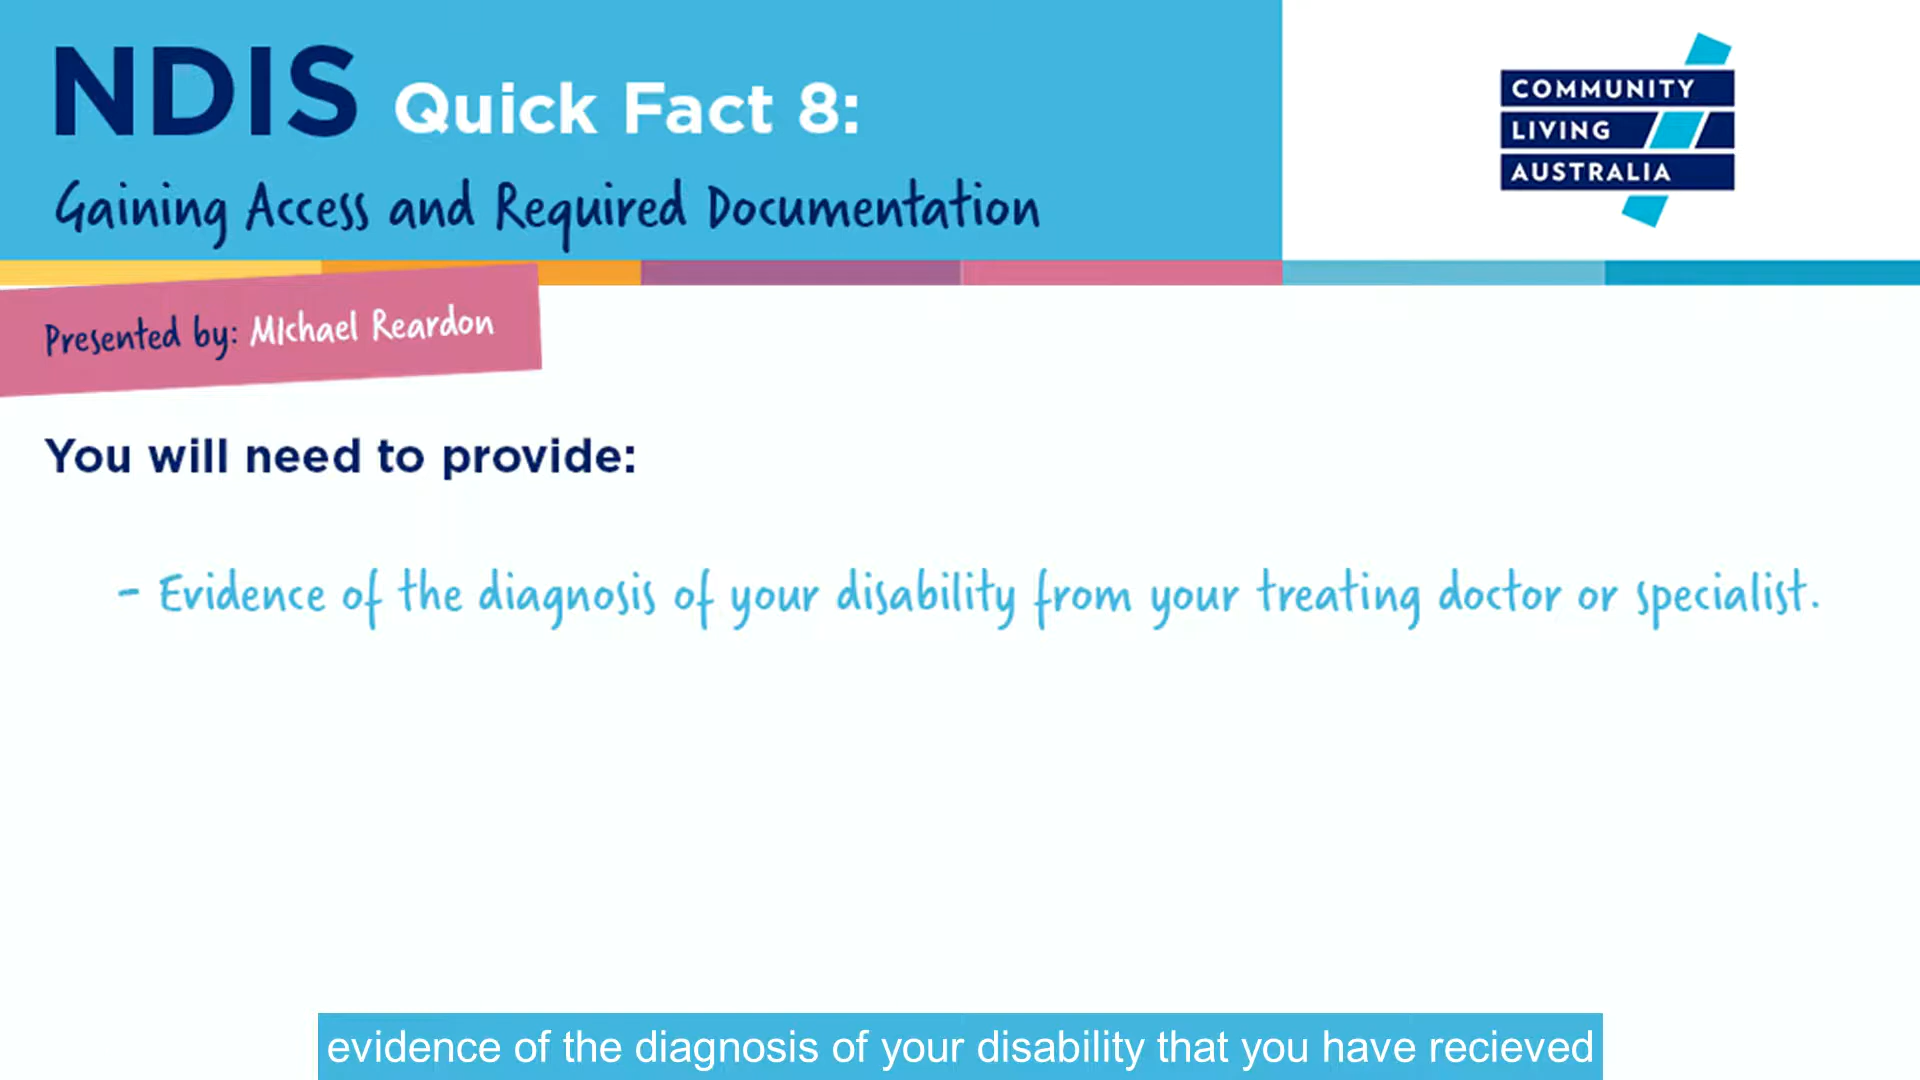 NDIS Quick Fact 8:
Gaining Access and Required Documentation
COMMUNITY
LIVING
AUSTRALIA
Presented by: MIchael Reardon
You will need to provide:
- Evidence of the diagnosis of your disability from your treating doctor or specialist.
evidence of the diagnosis of your disability that you have recieved